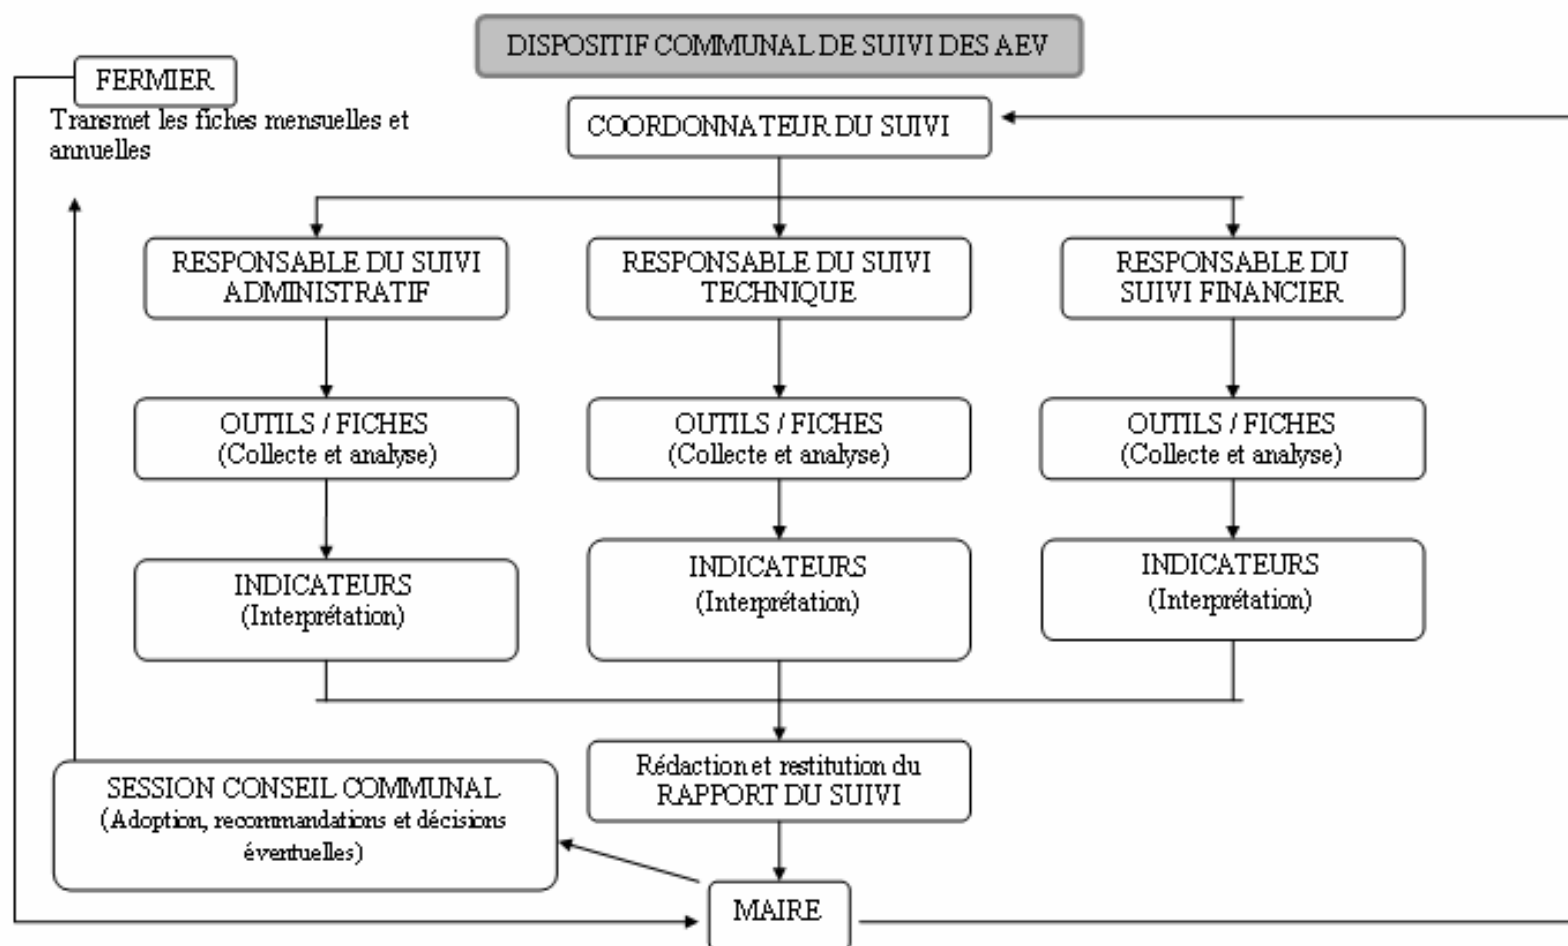 DISPOSITIF COMMUNAL DE SUIVI DES AEV
FERMIER
Transmet les fiches mensuelles et
annuelles
COORDONNATEUR DU SUIVI
RESPONSABLE DU SUIVI
ADMINISTRATIF
RESPONSABLE DU SUIVI
TECHNIQUE
RESPONSABLE DU
SUIVI FINANCIER
OUTILS / FICHES
(Collecte et analyse)
OUTILS / FICHES
(Collecte et analyse)
OUTILS / FICHES
(Collecte et analyse)
INDICATEURS
(Interprétation)
INDICATEURS
(Interprétation)
INDICATEURS
(Interprétation)
Rédaction et restitution du
RAPPORT DU SUIVI
SESSION CONSEIL COMMUNAL
(Adoption, recommandations et décisions
éventuelles)
MAIRE